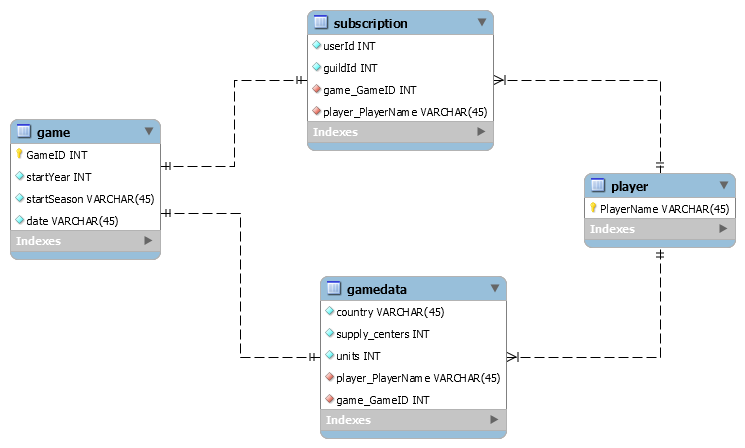 subscription
userId INT
guildId INT
game_GameID INT
player_PlayerName VARCHAR(45)
Indexes
game
GameID INT
startYear INT
startSeason VARCHAR(45)
date VARCHAR(45)
Indexes
player
PlayerName VARCHAR(45)
Indexes
gamedata
country VARCHAR(45)
supply_centers INT
units INT
player_PlayerName VARCHAR(45)
game_GameID INT
Indexes